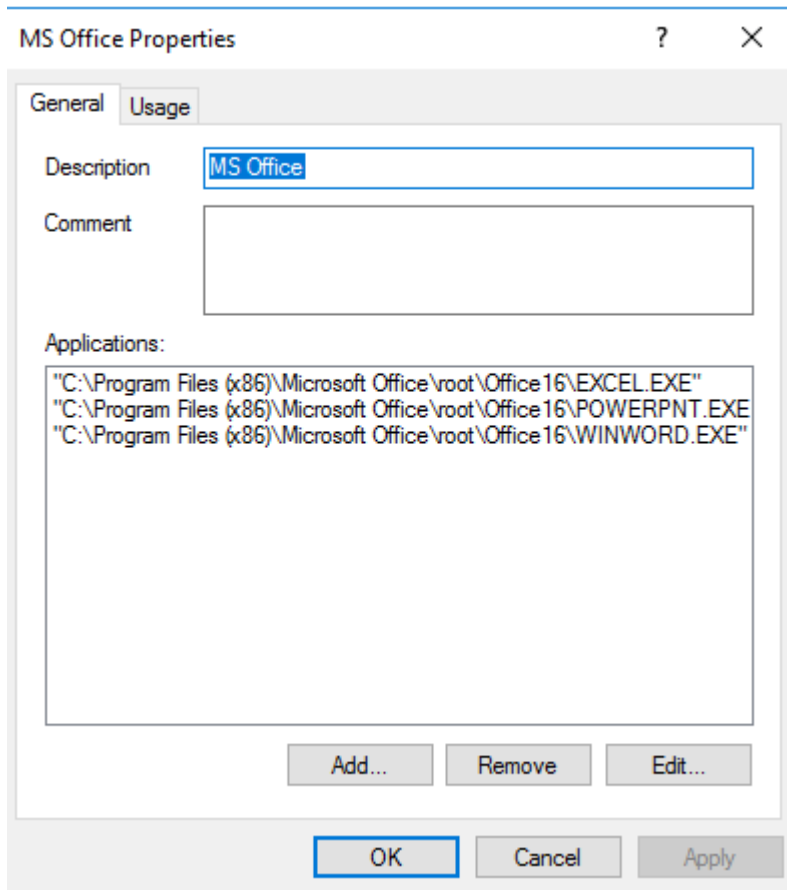 MS Office Properties ?
General Usage
Description MS Office
Comment
Applications:
"C:\Program Files (x86)\Microsoft Office\root\Office16\EXCEL.EXE"
"C:\Program Files (x86)\Microsoft Office\root\Office16\POWERPNT.EXE
"C:\Program Files (x86)\Microsoft Office\root\Office16\WINWORD.EXE"
Add... Remove Edit...
OK Cancel Apply